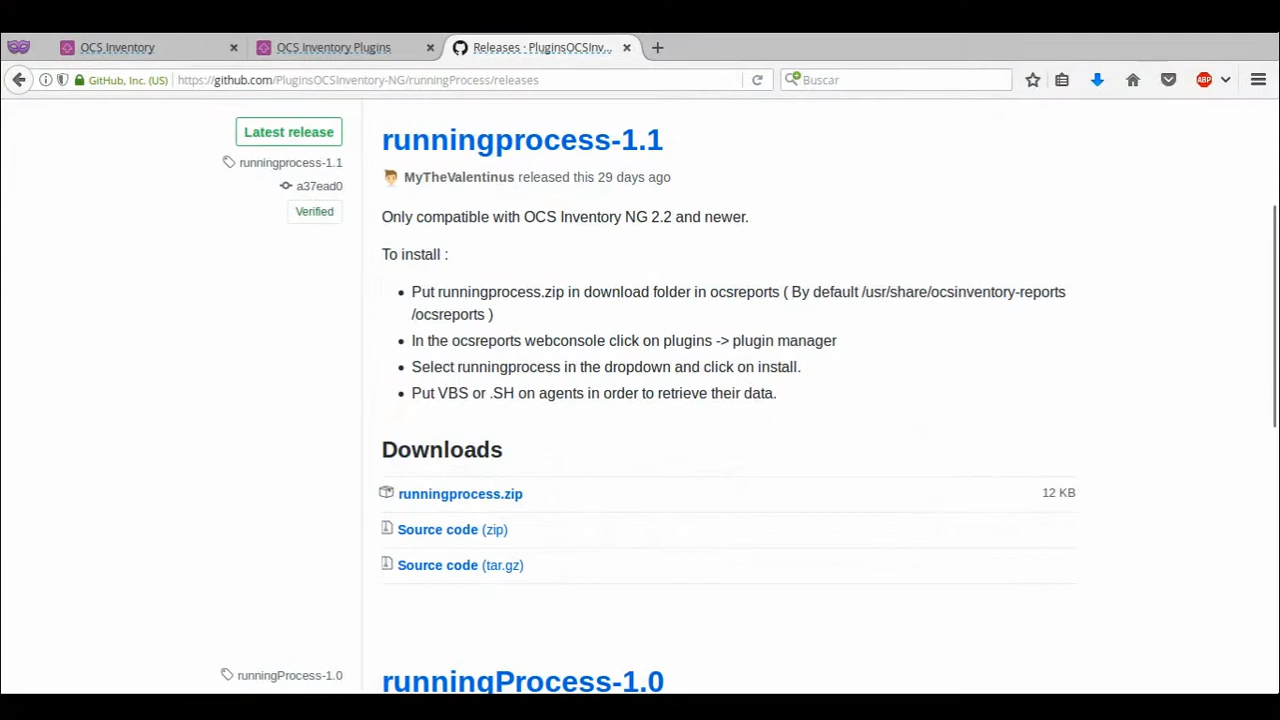 OCS Inventory
OCS Inventory Plugins
Releases · PluginsOCSInv...
GitHub, Inc. (US)
https://github.com/PluginsOCSInventory-NG/runningProcess/releases
Buscar
ABP
Latest release
runningprocess-1.1
a37ead0
Verified
runningprocess-1.1
MyTheValentinus released this 29 days ago
Only compatible with OCS Inventory NG 2.2 and newer.
To install :
Put runningprocess.zip in download folder in ocsreports ( By default /usr/share/ocsinventory-reports
/ocsreports )
In the ocsreports webconsole click on plugins -> plugin manager
Select runningprocess in the dropdown and click on install.
Put VBS or .SH on agents in order to retrieve their data.
Downloads
runningprocess.zip 12 KB
Source code (zip)
Source code (tar.gz)
runningProcess-1.0
runningProcess-1.0